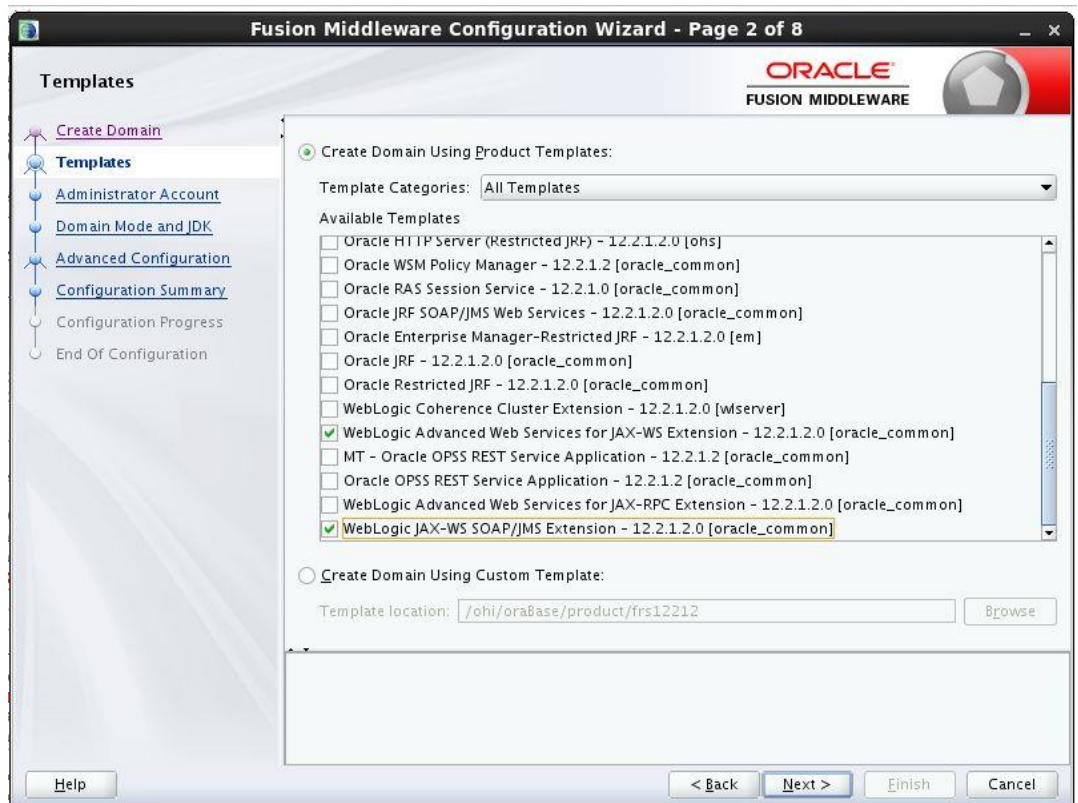 Fusion Middleware Configuration Wizard - Page 2 of 8
Templates
ORACLE
FUSION MIDDLEWARE
Create Domain
Templates
Administrator Account
Domain Mode and JDK
Advanced Configuration
Configuration Summary
Configuration Progress
End Of Configuration
Create Domain Using Product Templates:
Template Categories: All Templates
Available Templates
Oracle HTTP Server (Restricted JRF) - 12.2.1.2.0 [ohs]
Oracle WSM Policy Manager - 12.2.1.2 [oracle_common]
Oracle RAS Session Service - 12.2.1.0 [oracle_common]
Oracle JRF SOAP/JMS Web Services - 12.2.1.2.0 [oracle_common]
Oracle Enterprise Manager-Restricted JRF - 12.2.1.2.0 [em]
Oracle JRF - 12.2.1.2.0 [oracle_common]
Oracle Restricted JRF - 12.2.1.2.0 [oracle_common]
WebLogic Coherence Cluster Extension - 12.2.1.2.0 [wlserver]
WebLogic Advanced Web Services for JAX-WS Extension - 12.2.1.2.0 [oracle_common]
MT - Oracle OPSS REST Service Application - 12.2.1.2 [oracle_common]
Oracle OPSS REST Service Application - 12.2.1.2 [oracle_common]
WebLogic Advanced Web Services for JAX-RPC Extension - 12.2.1.2.0 [oracle_common]
WebLogic JAX-WS SOAP/JMS Extension - 12.2.1.2.0 [oracle_common]
Create Domain Using Custom Template:
Template location: /ohi/oraBase/product/frs12212 Browse
Help < Back Next > Finish Cancel